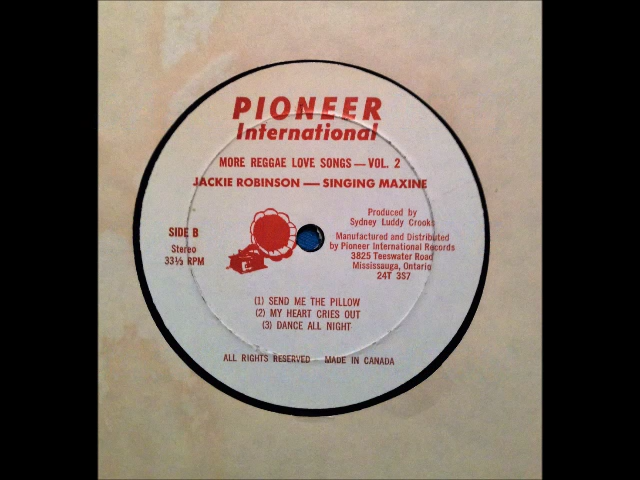 PIONEER
International
MORE REGGAE LOVE SONGS — VOL. 2
JACKIE ROBINSON — SINGING MAXINE
Produced by
Sydney Luddy Crooks
SIDE B
Stereo
33⅓ RPM
Manufactured and Distributed
by Pioneer International Records
3825 Teeswater Road
Mississauga, Ontario
24T 3S7
(1) SEND ME THE PILLOW
(2) MY HEART CRIES OUT
(3) DANCE ALL NIGHT
ALL RIGHTS RESERVED MADE IN CANADA